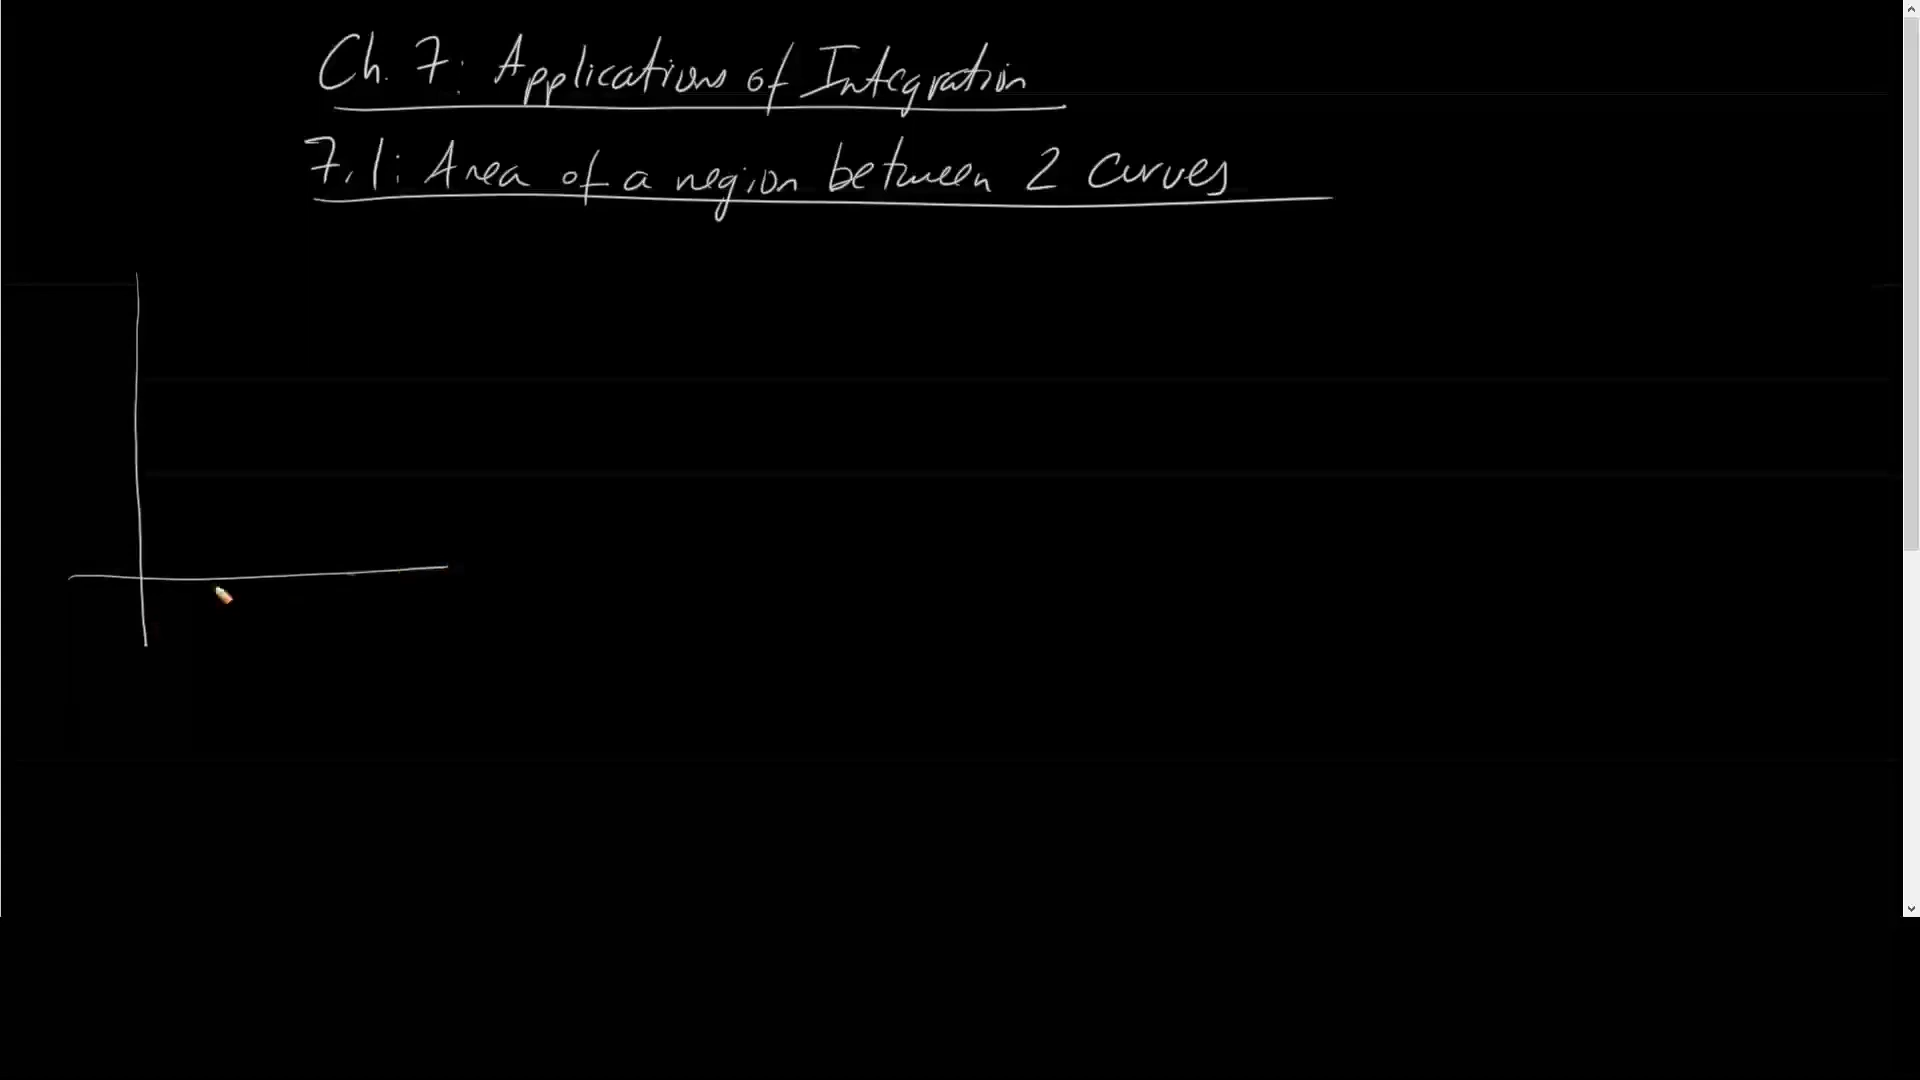 Ch. 7: Applications of Integration
7.1: Area of a region between 2 curves